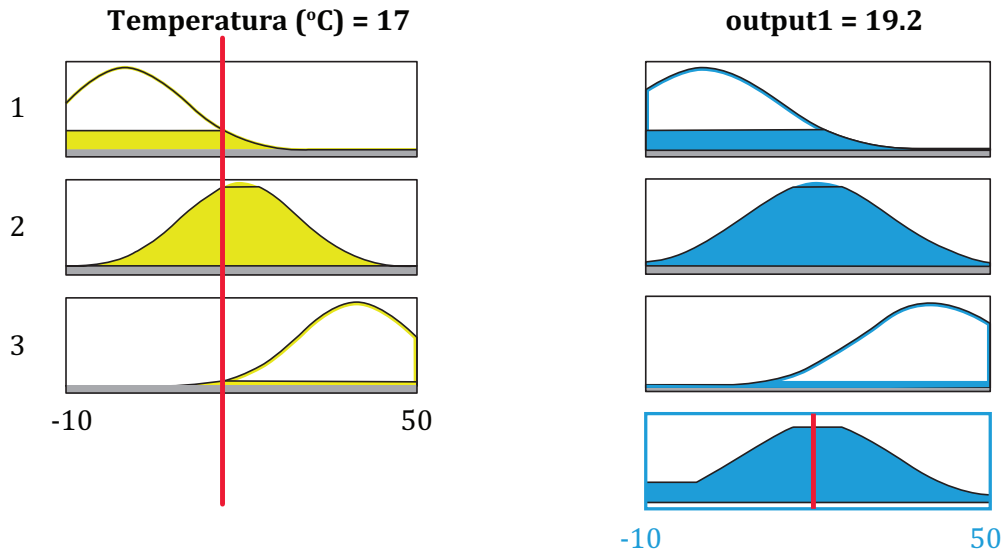 Temperatura (ºC) = 17
output1 = 19.2
1
2
3
-10 50
-10 50